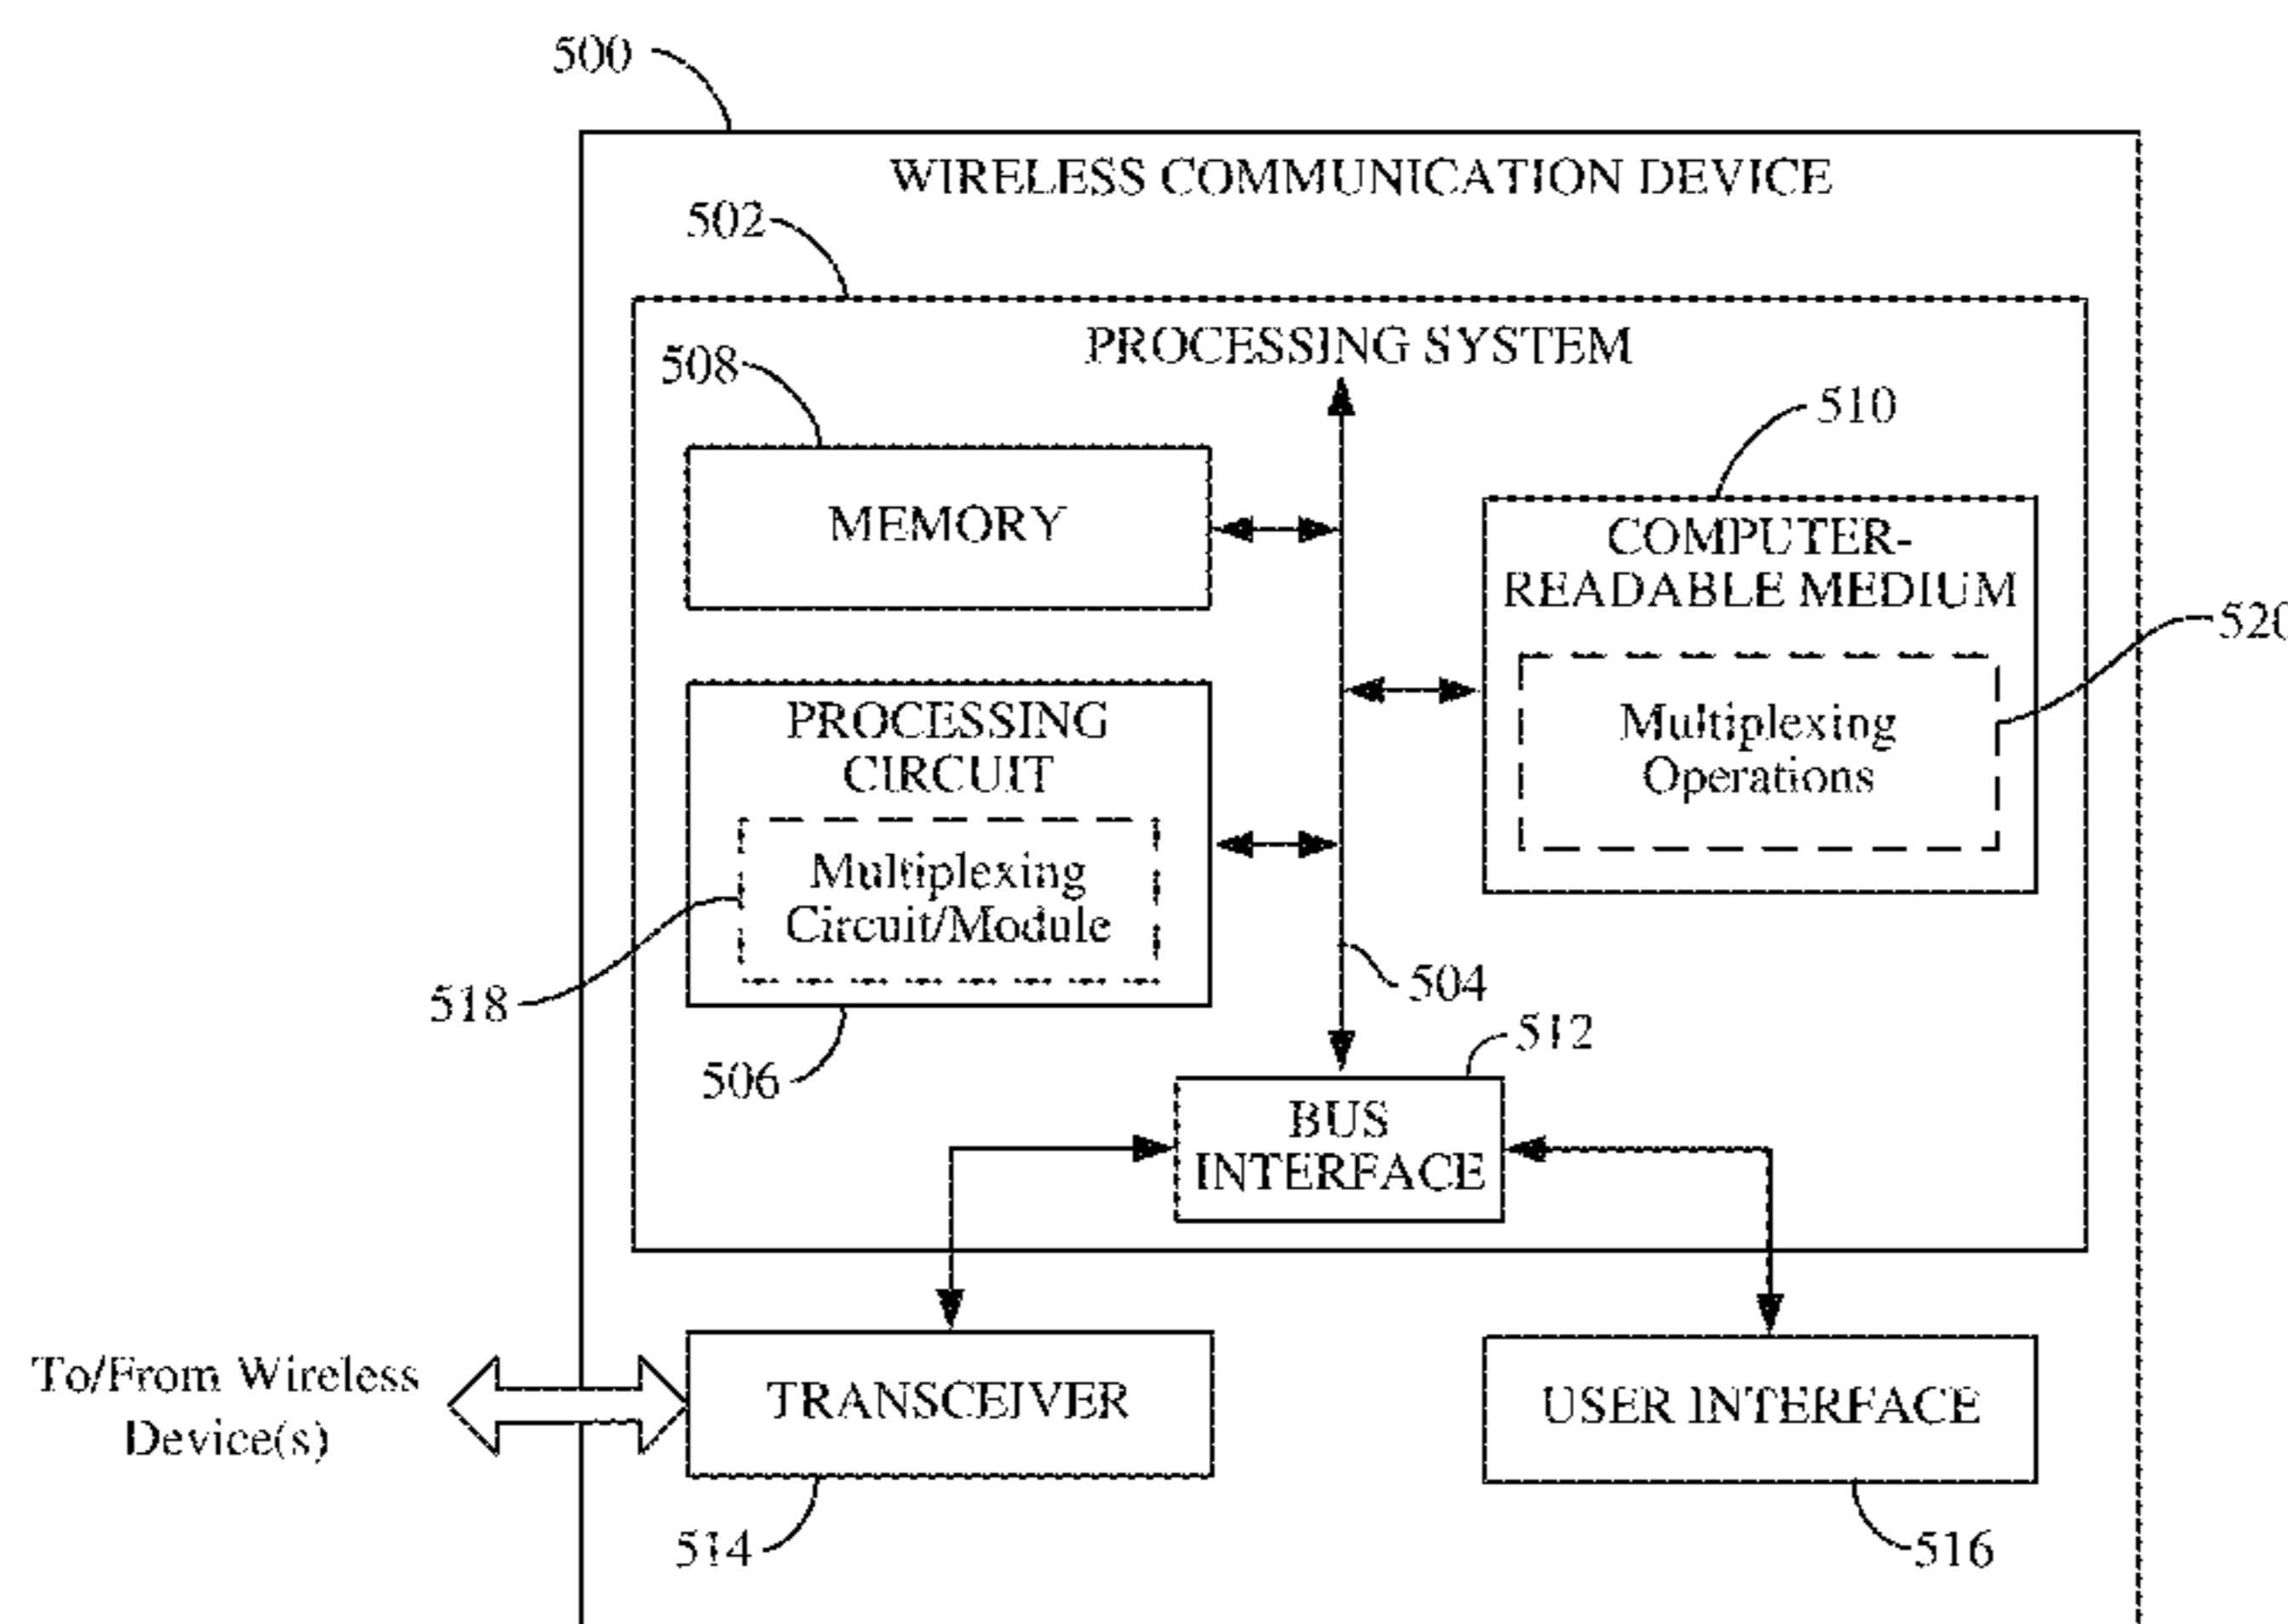 500
WIRELESS COMMUNICATION DEVICE
502
PROCESSING SYSTEM
508
510
MEMORY
COMPUTER-
READABLE MEDIUM
520
Multiplexing
Operations
PROCESSING
CIRCUIT
Multiplexing
Circuit/Module
518
504
506
512
BUS
INTERFACE
To/From Wireless
Device(s)
TRANSCEIVER
USER INTERFACE
514
516